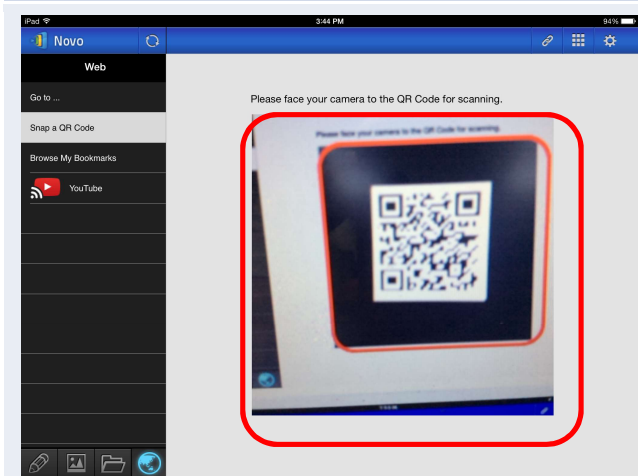 iPad 3:44 PM 94%
Novo
Web
Go to ...
Snap a QR Code
Browse My Bookmarks
YouTube
Please face your camera to the QR Code for scanning.
Please face your camera to the QR Code for scanning.